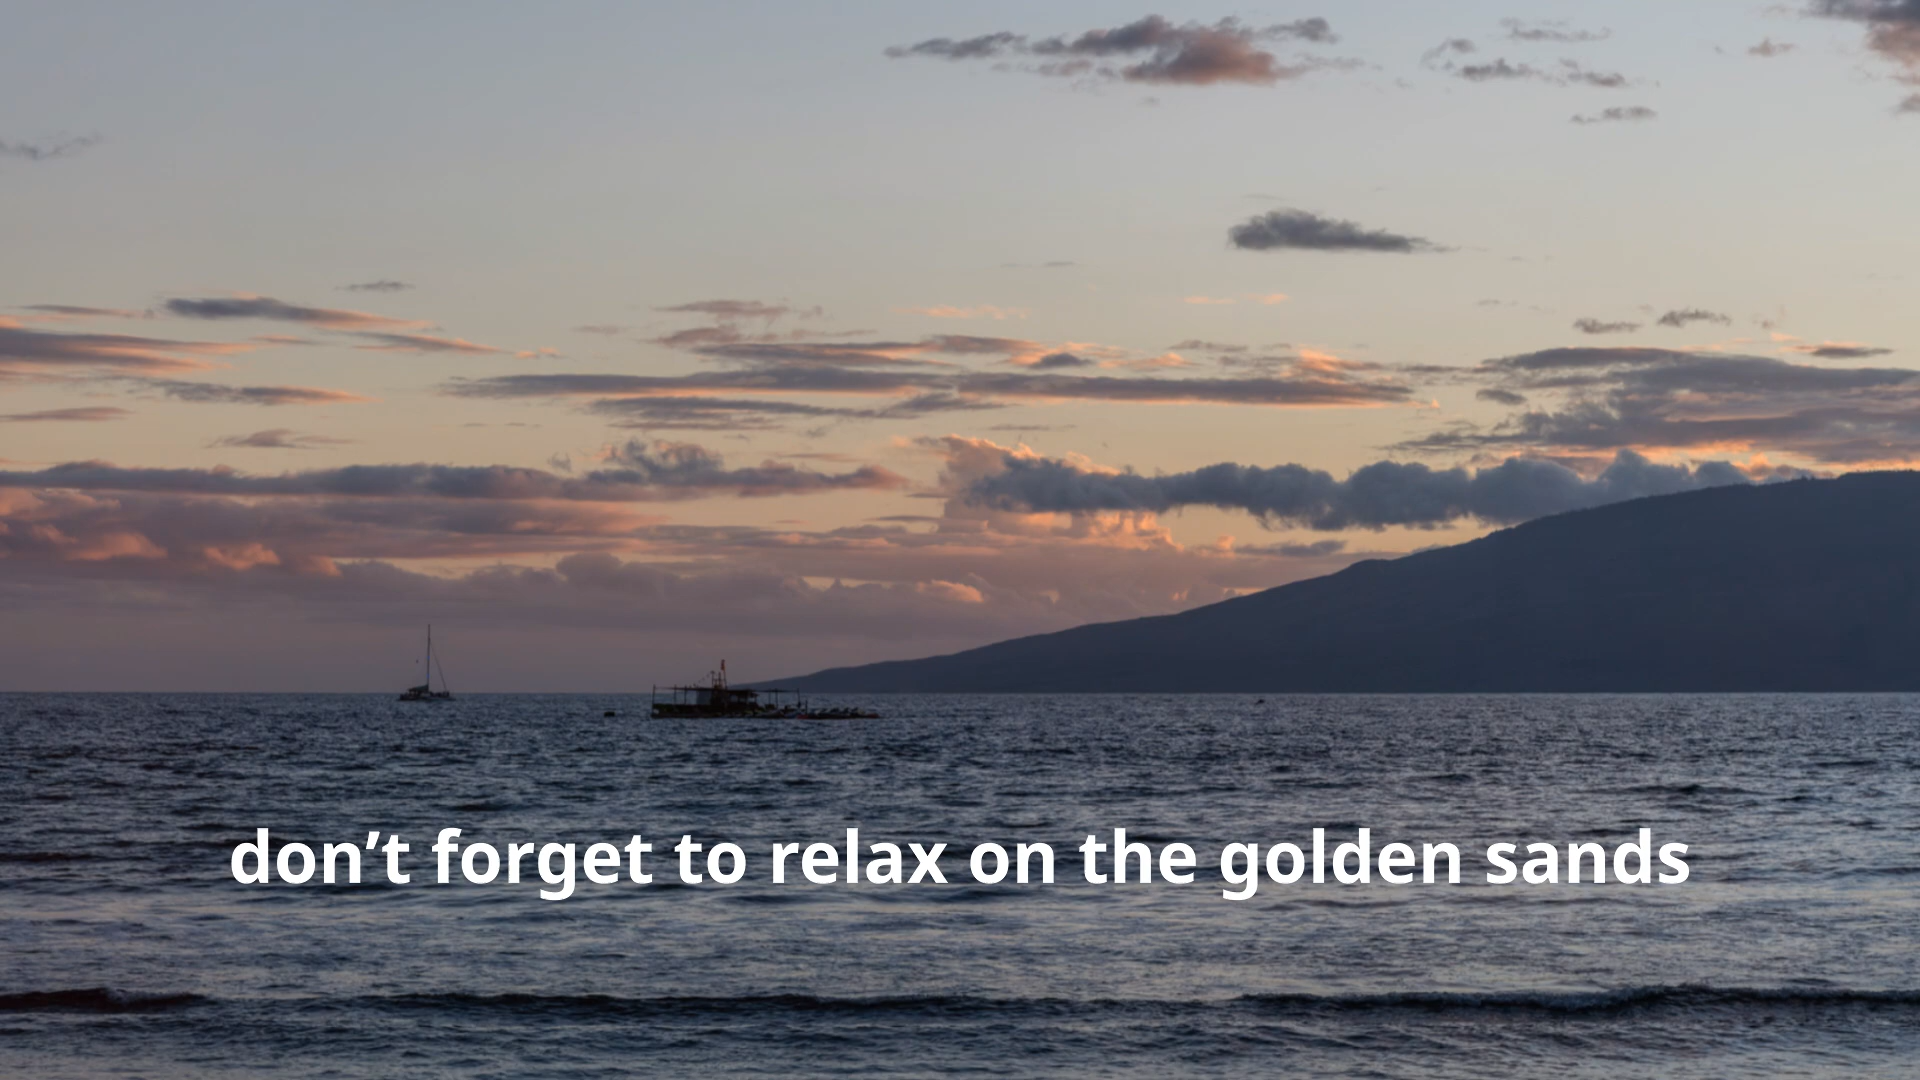 don’t forget to relax on the golden sands